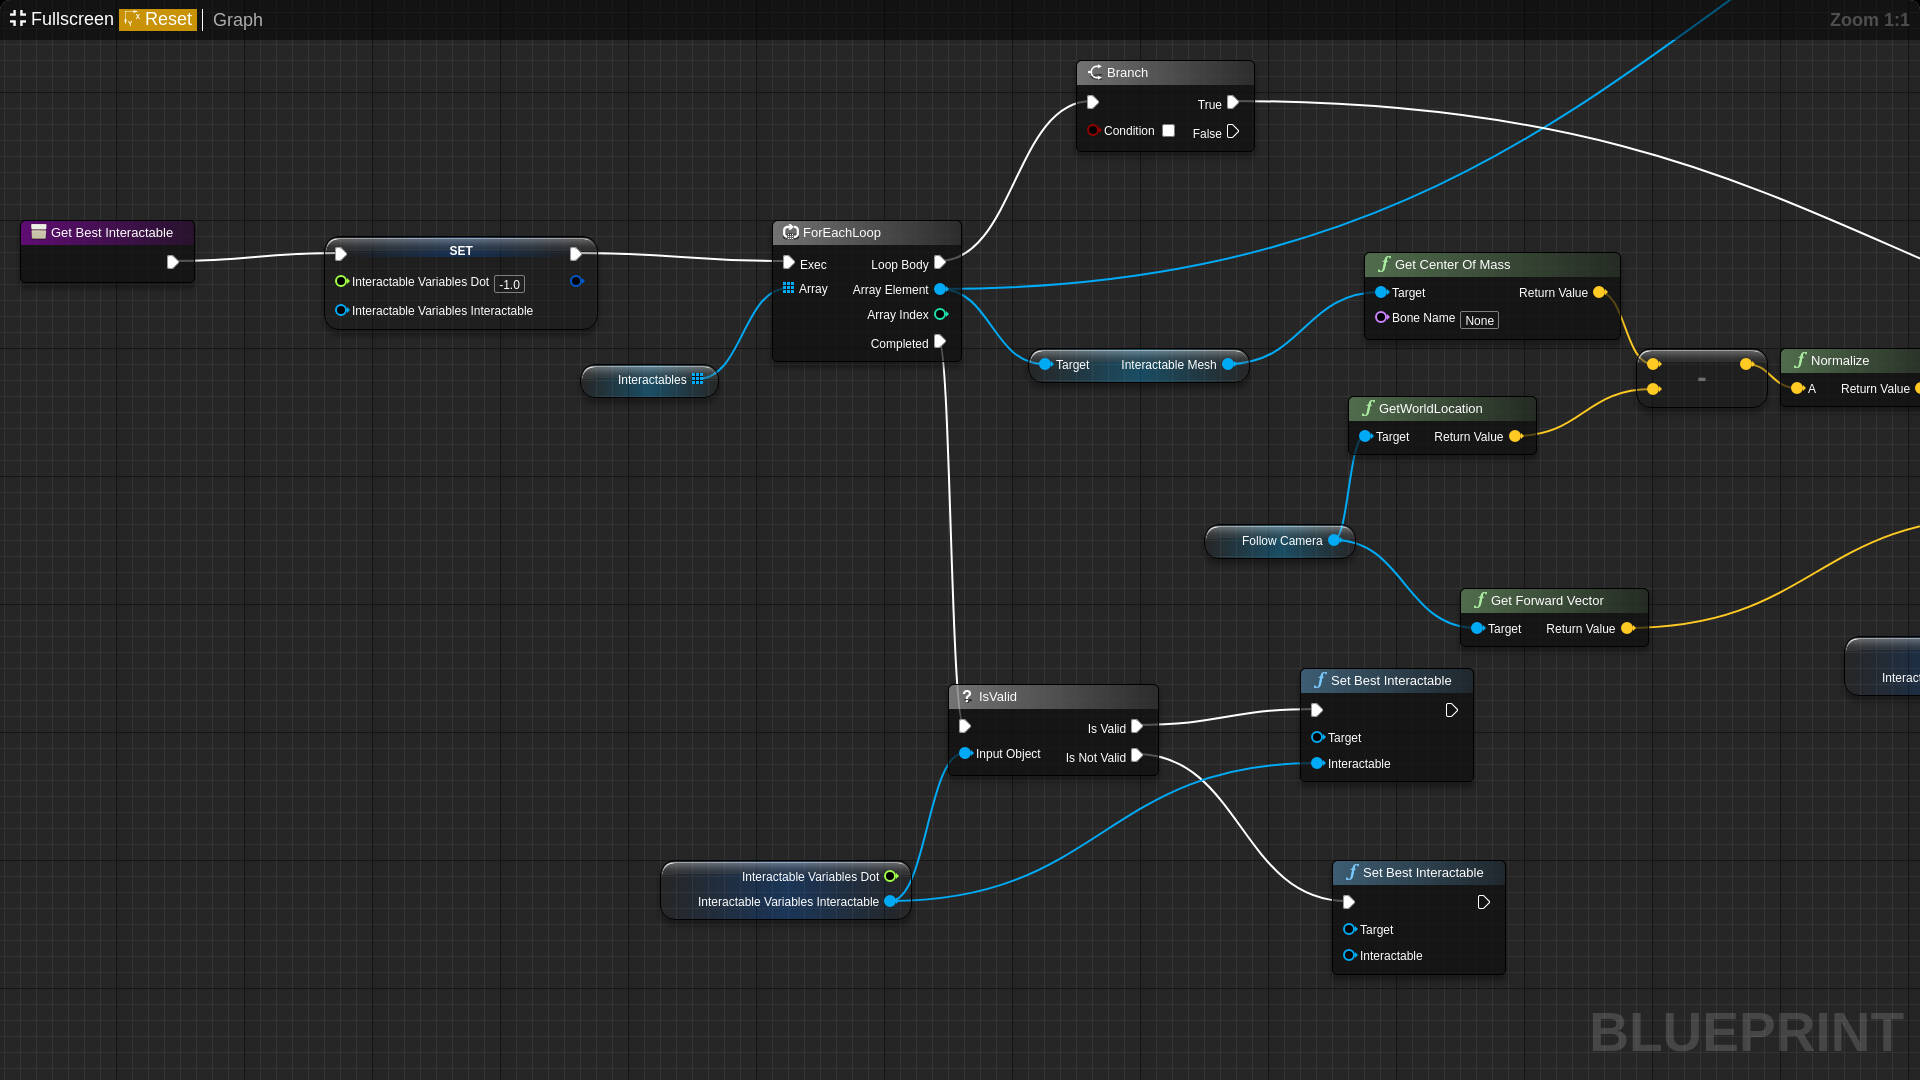 Fullscreen Reset Graph
Zoom 1:1
Branch
True
Condition
False
Get Best Interactable
SET
Interactable Variables Dot -1.0
Interactable Variables Interactable
ForEachLoop
Exec Loop Body
Array Array Element
Array Index
Completed
Interactables
Target Interactable Mesh
Get Center Of Mass
Target Return Value
Bone Name None
-
Normalize
A Return Value
GetWorldLocation
Target Return Value
Follow Camera
Get Forward Vector
Target Return Value
IsValid
Is Valid
Input Object Is Not Valid
Set Best Interactable
Target
Interactable
Interactable Variables Dot
Interactable Variables Interactable
Set Best Interactable
Target
Interactable
BLUEPRINT